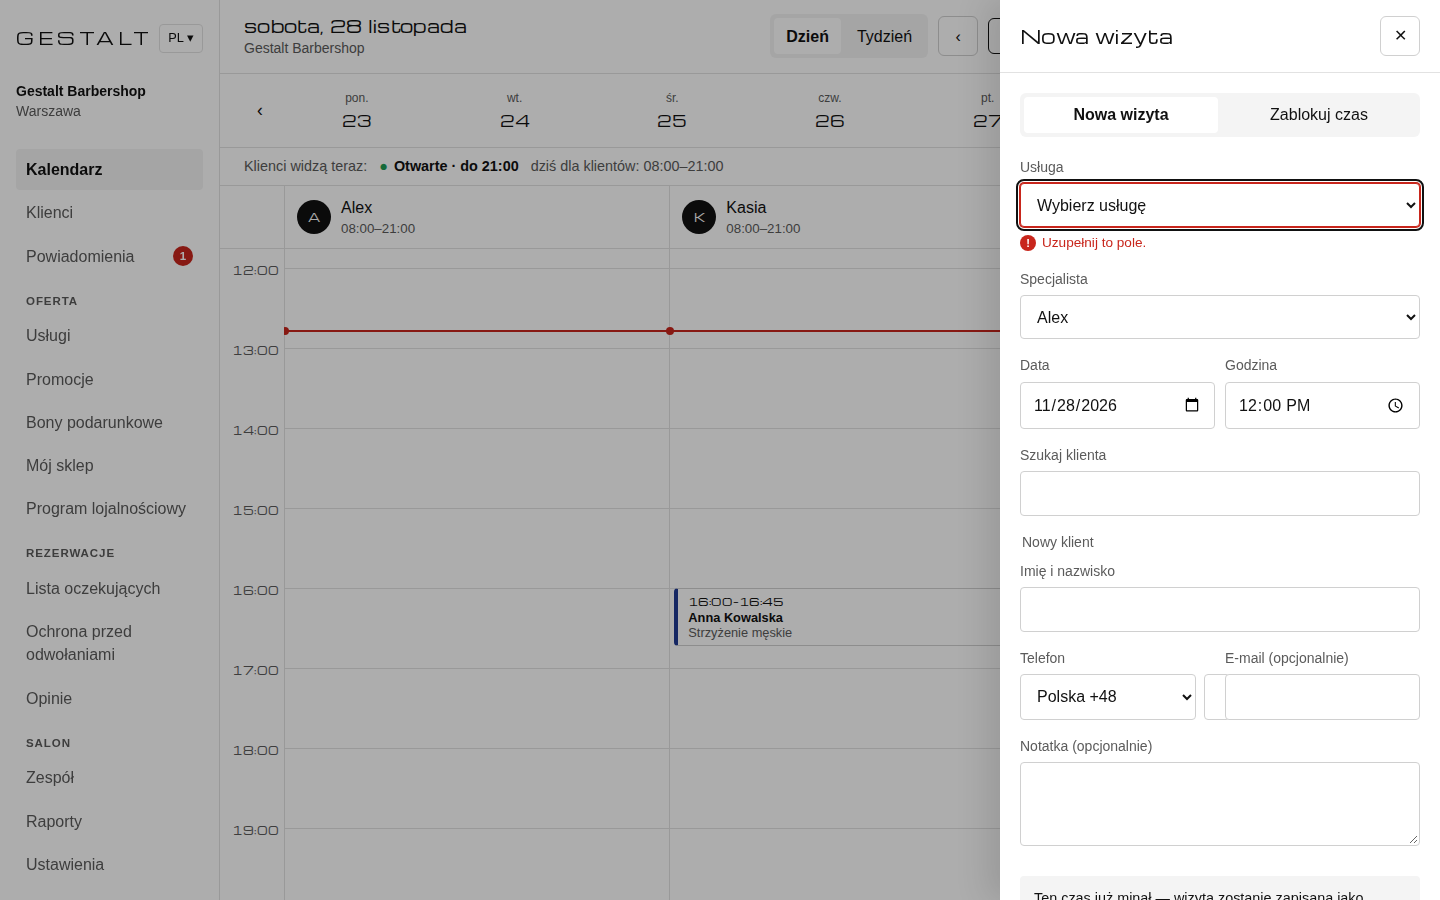 GESTALT
PL ▾
Gestalt Barbershop
Warszawa
Kalendarz
Klienci
Powiadomienia 1
OFERTA
Usługi
Promocje
Bony podarunkowe
Mój sklep
Program lojalnościowy
REZERWACJE
Lista oczekujących
Ochrona przed
odwołaniami
Opinie
SALON
Zespół
Raporty
Ustawienia
sobota, 28 listopada
Gestalt Barbershop
Dzień Tydzień ‹
‹
pon. wt. śr. czw. pt.
23 24 25 26 27
Klienci widzą teraz: ● Otwarte · do 21:00 dziś dla klientów: 08:00–21:00
A Alex
08:00–21:00
K Kasia
08:00–21:00
12:00
13:00
14:00
15:00
16:00
17:00
18:00
19:00
16:00-16:45
Anna Kowalska
Strzyżenie męskie
Nowa wizyta ✕
Nowa wizyta Zablokuj czas
Usługa
Wybierz usługę
! Uzupełnij to pole.
Specjalista
Alex
Data Godzina
11/28/2026 12:00 PM
Szukaj klienta
Nowy klient
Imię i nazwisko
Telefon E-mail (opcjonalnie)
Polska +48
Notatka (opcjonalnie)
Ten czas już minął — wizyta zostanie zapisana jako